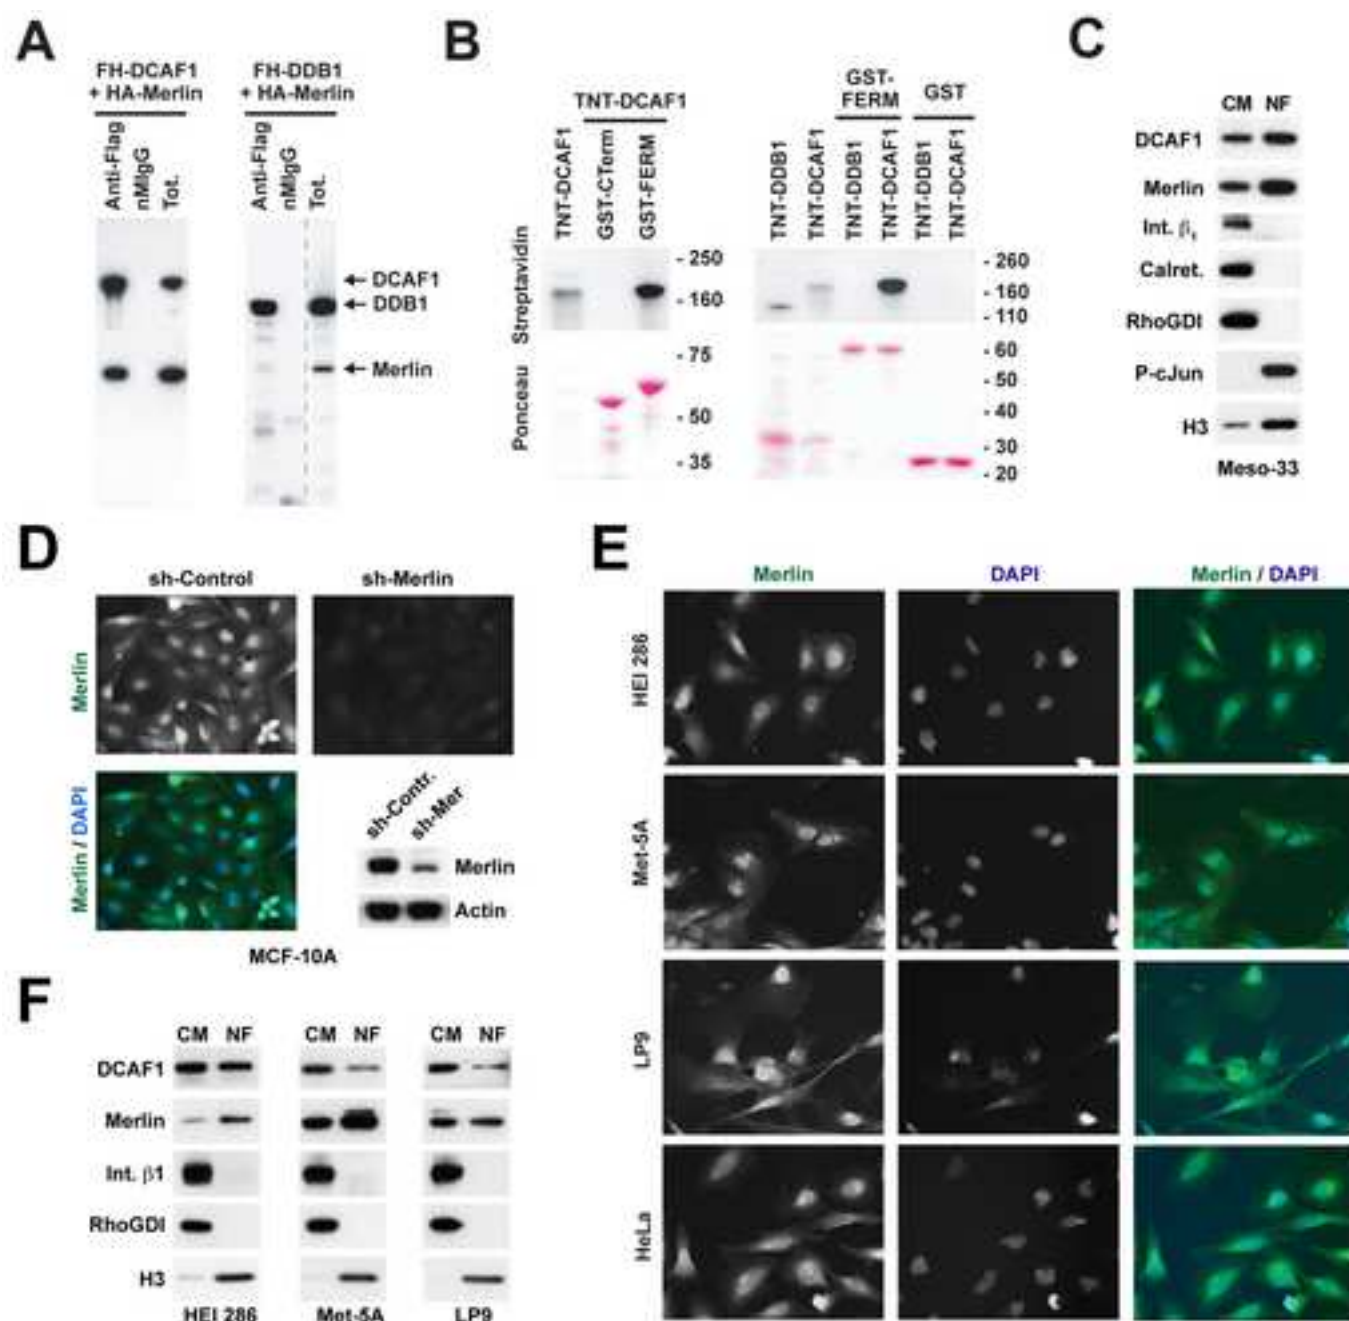 A
FH-DCAF1
+ HA-Merlin
FH-DDB1
+ HA-Merlin
Anti-Flag
nMIgG
Tot.
Anti-Flag
nMIgG
Tot.
DCAF1
DDB1
Merlin
B
TNT-DCAF1
GST-
FERM
GST
TNT-DCAF1
GST-CTerm
GST-FERM
TNT-DDB1
TNT-DCAF1
TNT-DDB1
TNT-DCAF1
TNT-DDB1
TNT-DCAF1
Streptavidin
Ponceau
- 250
- 160
- 75
- 50
- 35
- 260
- 160
- 110
- 60
- 50
- 40
- 30
- 20
C
CM NF
DCAF1
Merlin
Int. β1
Calret.
RhoGDI
P-cJun
H3
Meso-33
D
sh-Control
sh-Merlin
Merlin
Merlin / DAPI
sh-Contr.
sh-Mer
Merlin
Actin
MCF-10A
E
Merlin
DAPI
Merlin / DAPI
HEI 286
Met-5A
LP9
HeLa
F
CM NF
CM NF
CM NF
DCAF1
Merlin
Int. β1
RhoGDI
H3
HEI 286
Met-5A
LP9